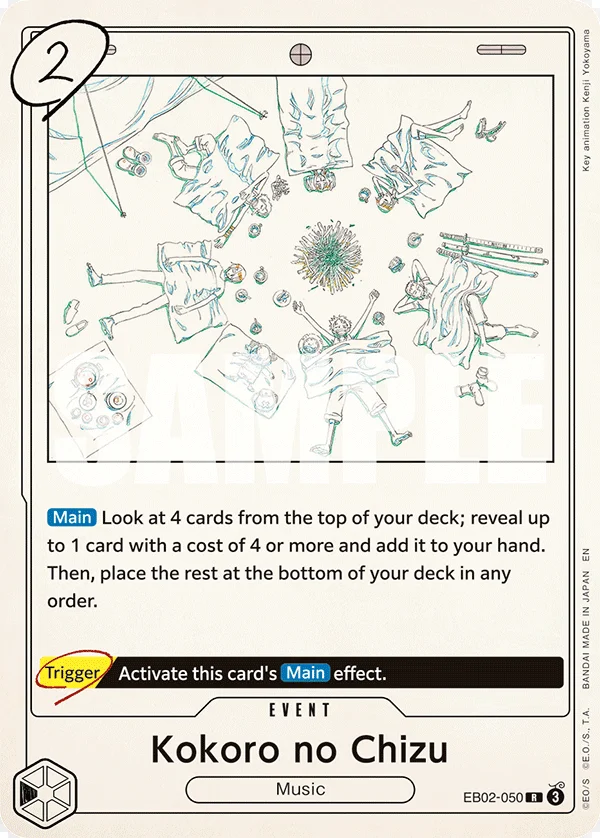 2
Key animation Kenji Yokoyama
SAMPLE
Main Look at 4 cards from the top of your deck; reveal up
to 1 card with a cost of 4 or more and add it to your hand.
Then, place the rest at the bottom of your deck in any
order.
Trigger Activate this card's Main effect.
EVENT
Kokoro no Chizu
Music
EB02-050 R 3
©EO/S ©E.O./S., T.A. BANDAI MADE IN JAPAN EN